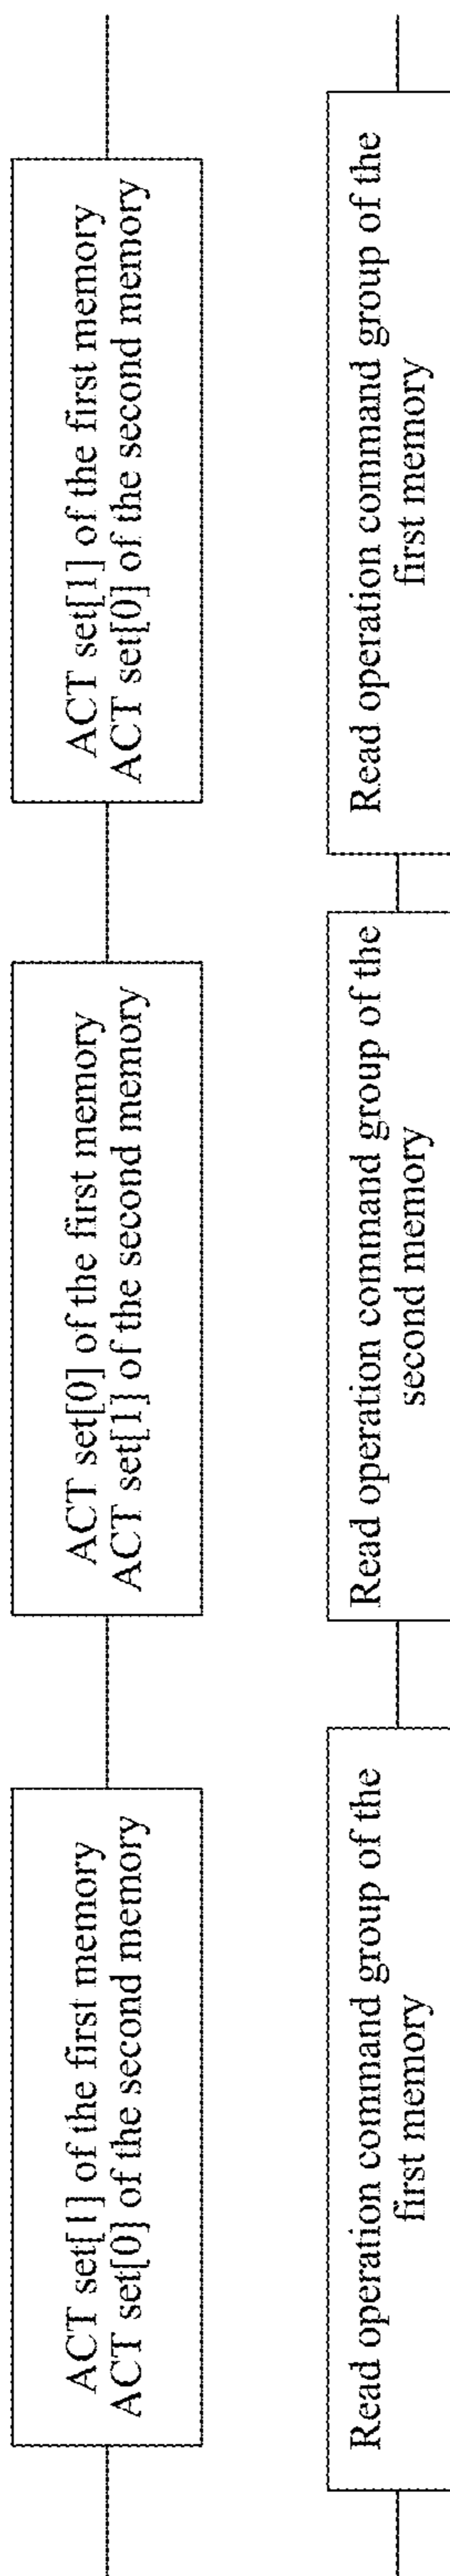 ACT set[1] of the first memory
ACT set[0] of the second memory
ACT set[0] of the first memory
ACT set[1] of the second memory
ACT set[1] of the first memory
ACT set[0] of the second memory
Read operation command group of the
first memory
Read operation command group of the
second memory
Read operation command group of the
first memory